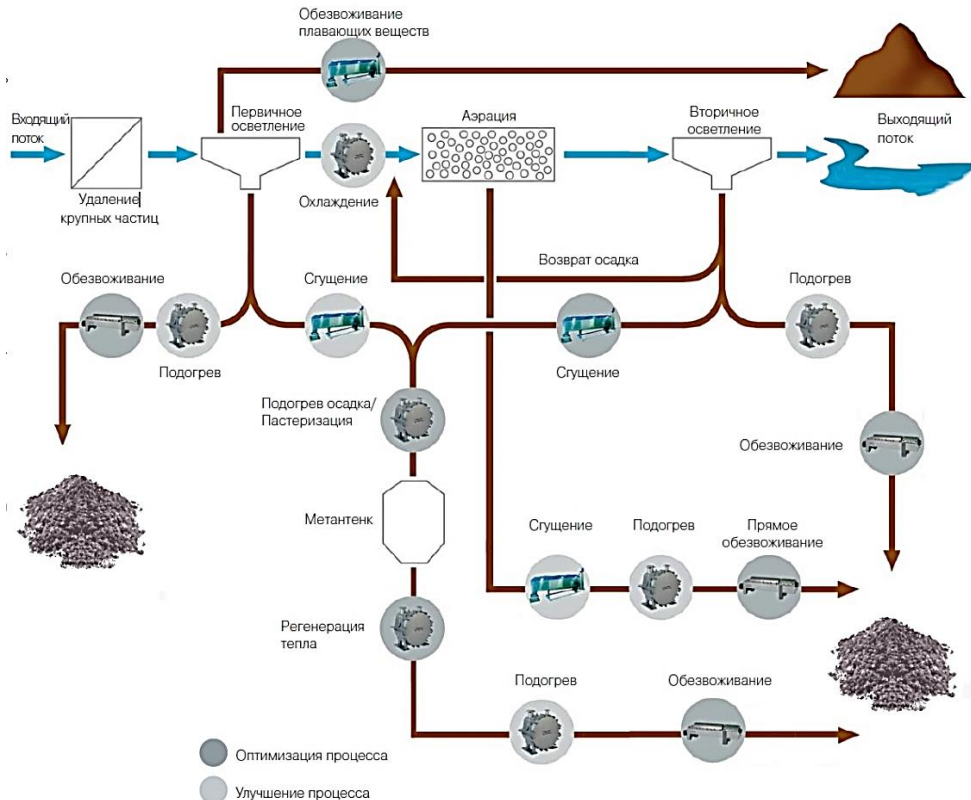 Обезвоживание
плавающих веществ
Входящий
поток
Первичное
осветление
Аэрация
Вторичное
осветление
Выходящий
поток
Удаление
крупных частиц
Охлаждение
Возврат осадка
Обезвоживание
Сгущение
Подогрев
Подогрев
Сгущение
Подогрев осадка/
Пастеризация
Обезвоживание
Метантенк
Сгущение
Подогрев
Прямое
обезвоживание
Регенерация
тепла
Подогрев
Обезвоживание
Оптимизация процесса
Улучшение процесса